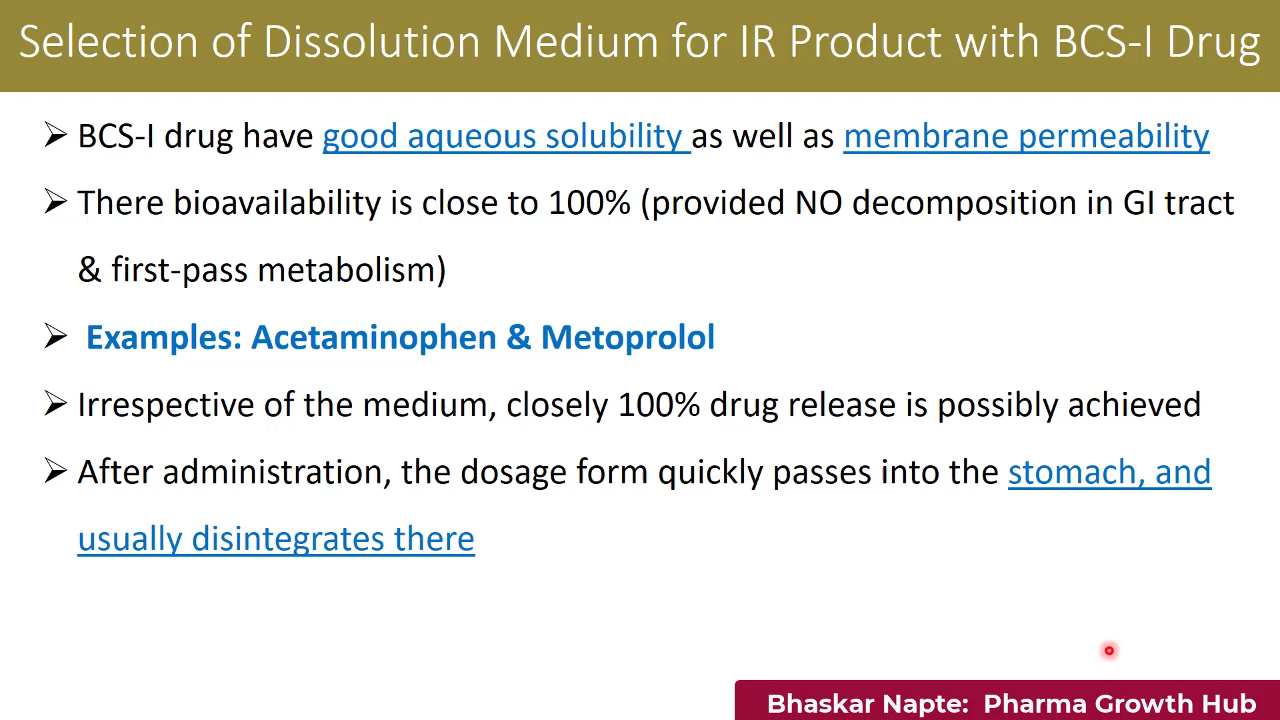 Selection of Dissolution Medium for IR Product with BCS-I Drug
➢ BCS-I drug have good aqueous solubility as well as membrane permeability
➢ There bioavailability is close to 100% (provided NO decomposition in GI tract
& first-pass metabolism)
➢ Examples: Acetaminophen & Metoprolol
➢ Irrespective of the medium, closely 100% drug release is possibly achieved
➢ After administration, the dosage form quickly passes into the stomach, and
usually disintegrates there
Bhaskar Napte: Pharma Growth Hub